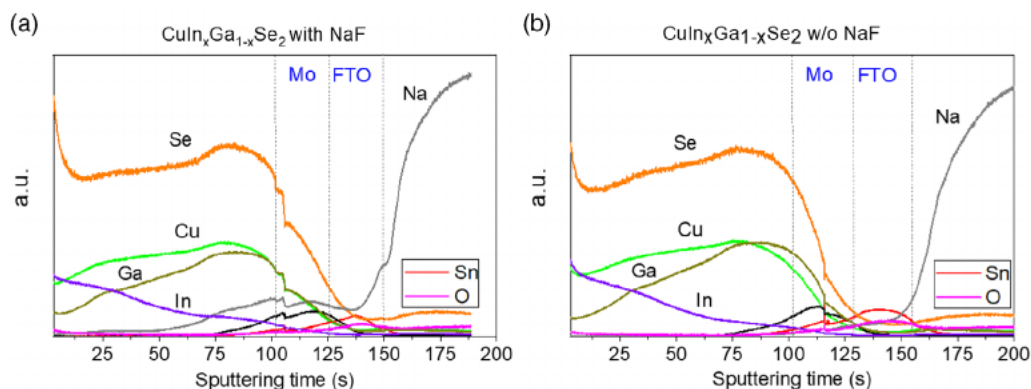 (a)
CuInₓGa₁₋ₓSe₂ with NaF
Mo FTO
Na
Se
Cu
Ga
In
Sn
O
a.u.
25 50 75 100 125 150 175 200
Sputtering time (s)
(b)
CuInxGa1-xSe2 w/o NaF
Mo FTO
Na
Se
Cu
Ga
In
Sn
O
a.u.
25 50 75 100 125 150 175 200
Sputtering time (s)